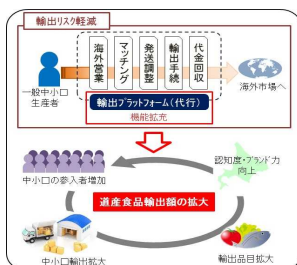 輸出リスク軽減
海外営業
マッチング
発送調整
輸出手続
代金回収
一般中小口
生産者
海外市場へ
輸出プラットフォーム(代行)
機能拡充
中小口の参入者増加
認知度・ブランド力
向上
道産食品輸出額の拡大
中小口輸出拡大
輸出品目拡大